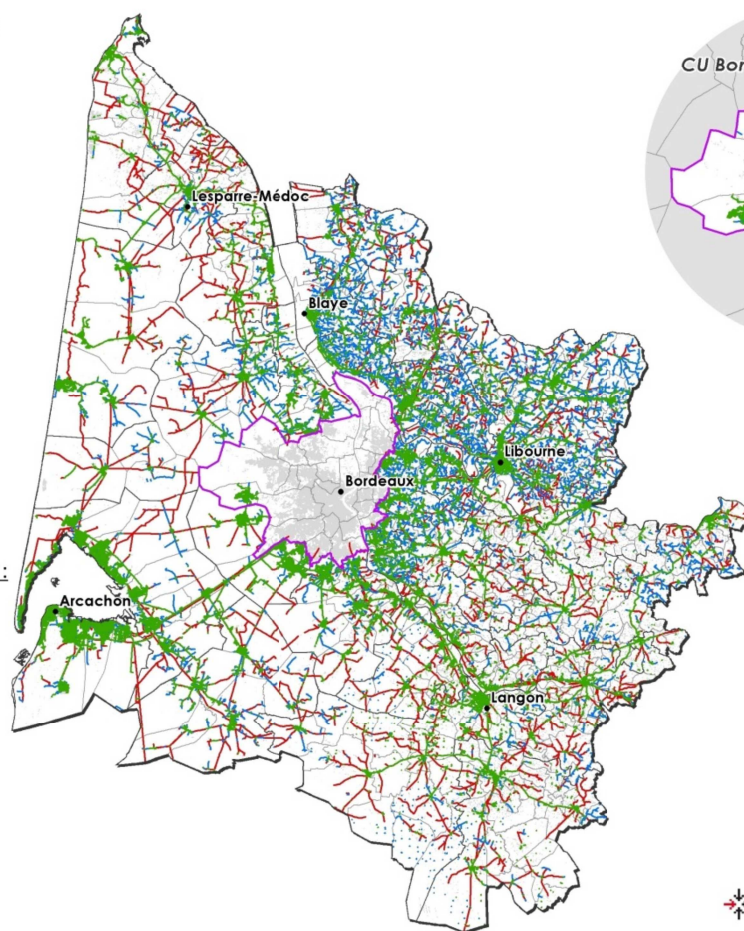 CU Bor
Lesparre-Médoc
Blaye
Libourne
Bordeaux
:
Arcachon
Langon